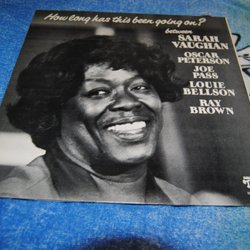 How long has this been going on?
between
SARAH
VAUGHAN
OSCAR
PETERSON
JOE
PASS
LOUIE
BELLSON
RAY
BROWN